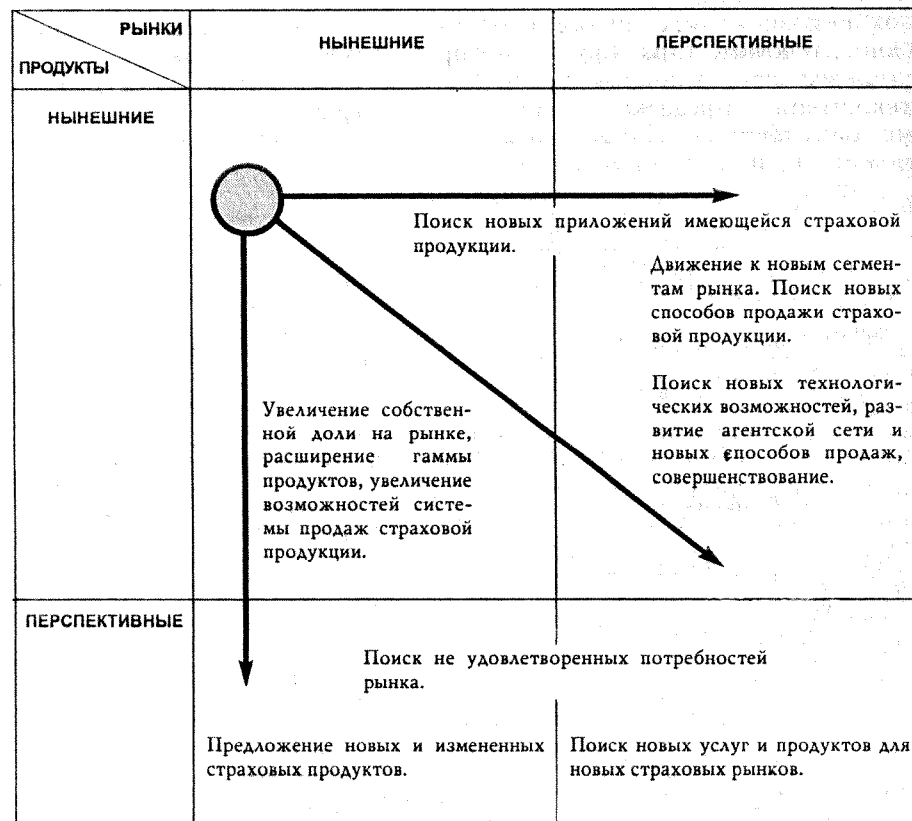 РЫНКИ
ПРОДУКТЫ
НЫНЕШНИЕ
ПЕРСПЕКТИВНЫЕ
НЫНЕШНИЕ
Поиск новых приложений имеющейся страховой
продукции.
Движение к новым сегмен-
там рынка. Поиск новых
способов продажи страхо-
вой продукции.
Поиск новых технологи-
ческих возможностей, раз-
витие агентской сети и
новых способов продаж,
совершенствование.
Увеличение собствен-
ной доли на рынке,
расширение гаммы
продуктов, увеличение
возможностей систе-
мы продаж страховой
продукции.
ПЕРСПЕКТИВНЫЕ
Поиск не удовлетворенных потребностей
рынка.
Предложение новых и измененных
страховых продуктов.
Поиск новых услуг и продуктов для
новых страховых рынков.